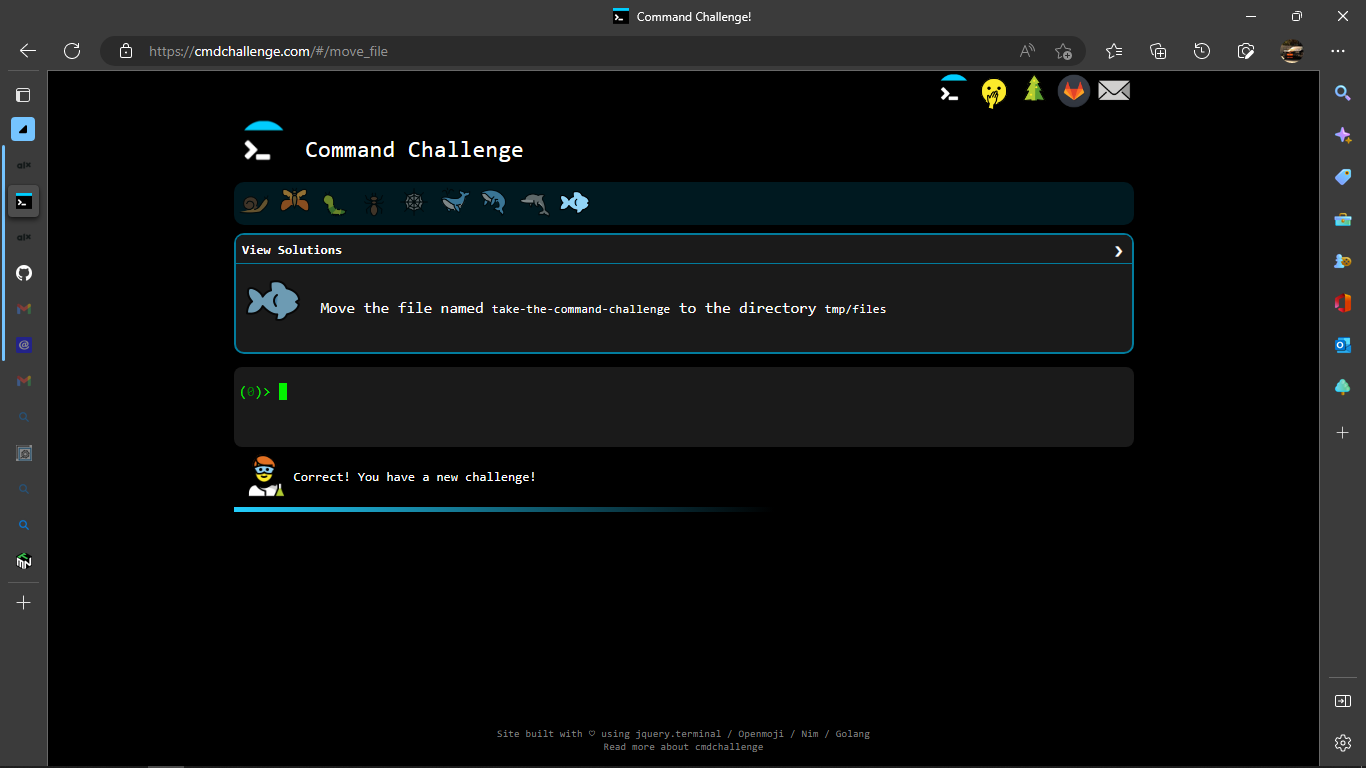 Command Challenge!
https://cmdchallenge.com/#/move_file
Command Challenge
View Solutions
Move the file named take-the-command-challenge to the directory tmp/files
(0)>
Correct! You have a new challenge!
Site built with ♡ using jquery.terminal / Openmoji / Nim / Golang
Read more about cmdchallenge